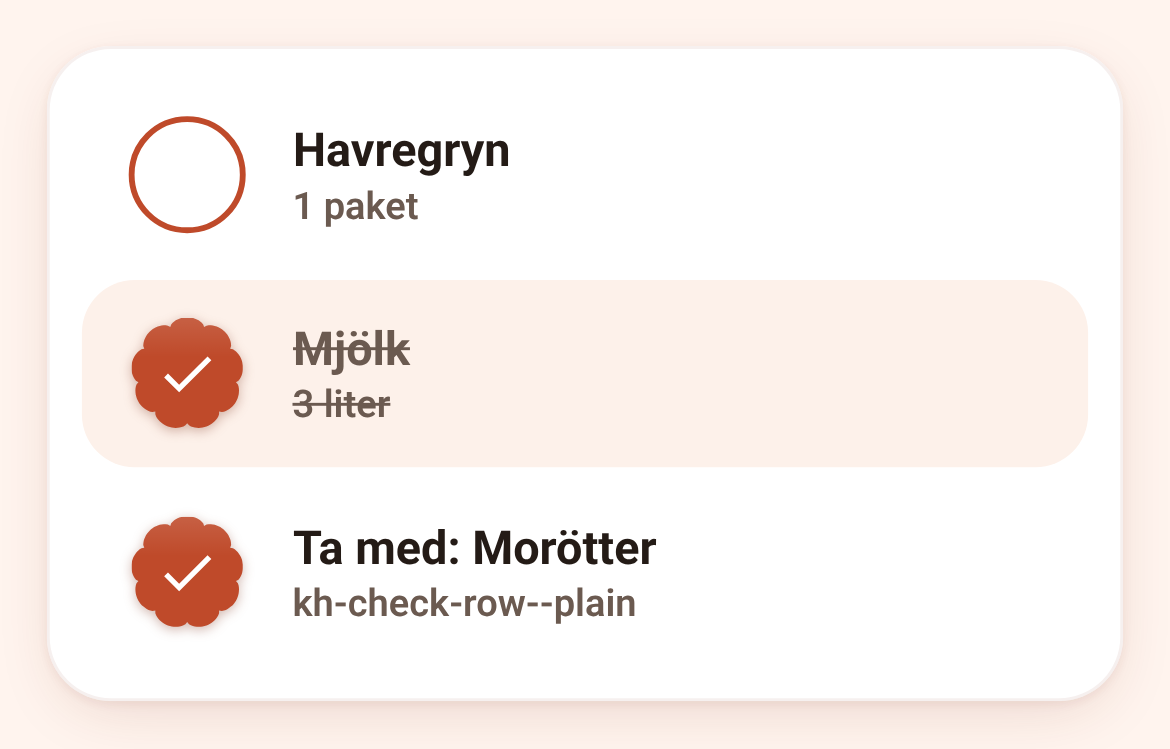 Havregryn
1 paket
Mjölk
3 liter
Ta med: Morötter
kh-check-row--plain